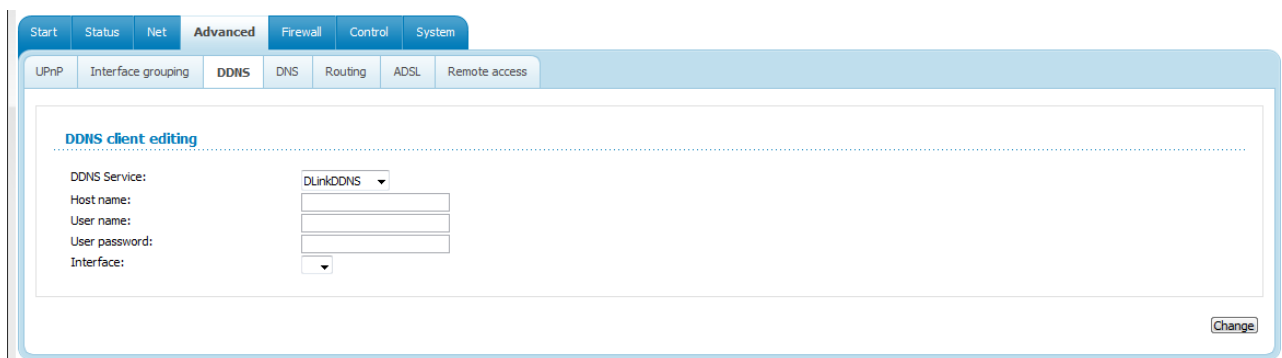 Start Status Net Advanced Firewall Control System
UPnP Interface grouping DDNS DNS Routing ADSL Remote access
DDNS client editing
DDNS Service: DLinkDDNS
Host name:
User name:
User password:
Interface:
Change